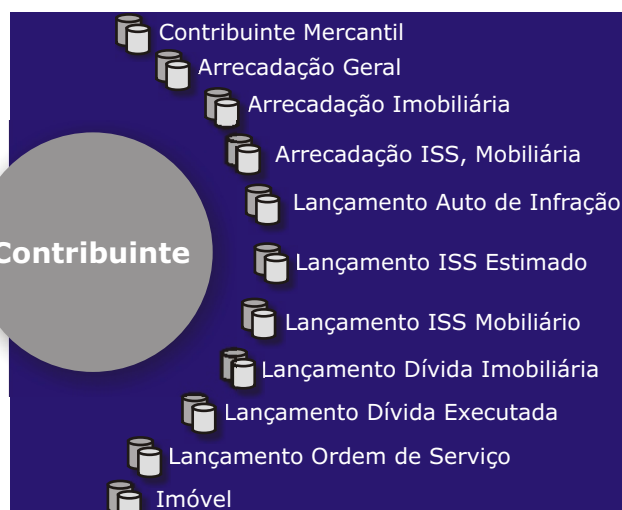 Contribuinte Mercantil
Arrecadação Geral
Arrecadação Imobiliária
Arrecadação ISS, Mobiliária
Lançamento Auto de Infração
Contribuinte
Lançamento ISS Estimado
Lançamento ISS Mobiliário
Lançamento Dívida Imobiliária
Lançamento Dívida Executada
Lançamento Ordem de Serviço
Imóvel